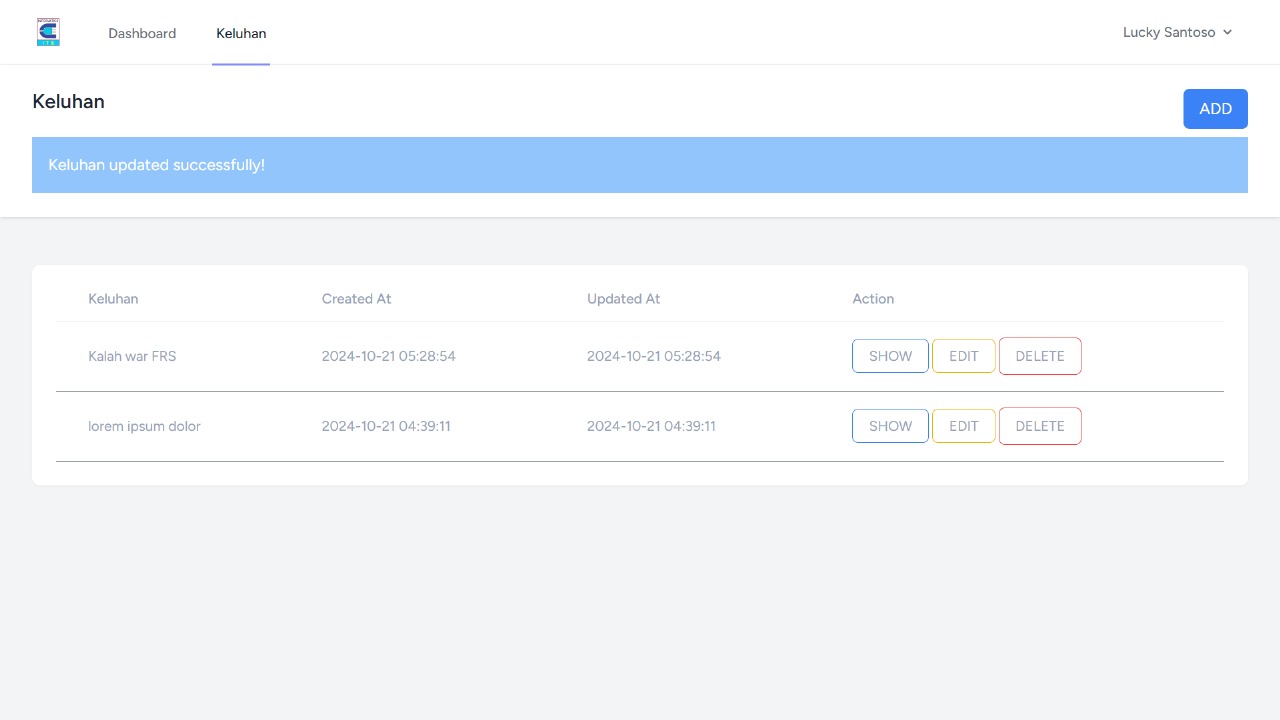 Dashboard Keluhan Lucky Santoso
Keluhan
ADD
Keluhan updated successfully!
Keluhan Created At Updated At Action
Kalah war FRS 2024-10-21 05:28:54 2024-10-21 05:28:54 SHOW EDIT DELETE
lorem ipsum dolor 2024-10-21 04:39:11 2024-10-21 04:39:11 SHOW EDIT DELETE